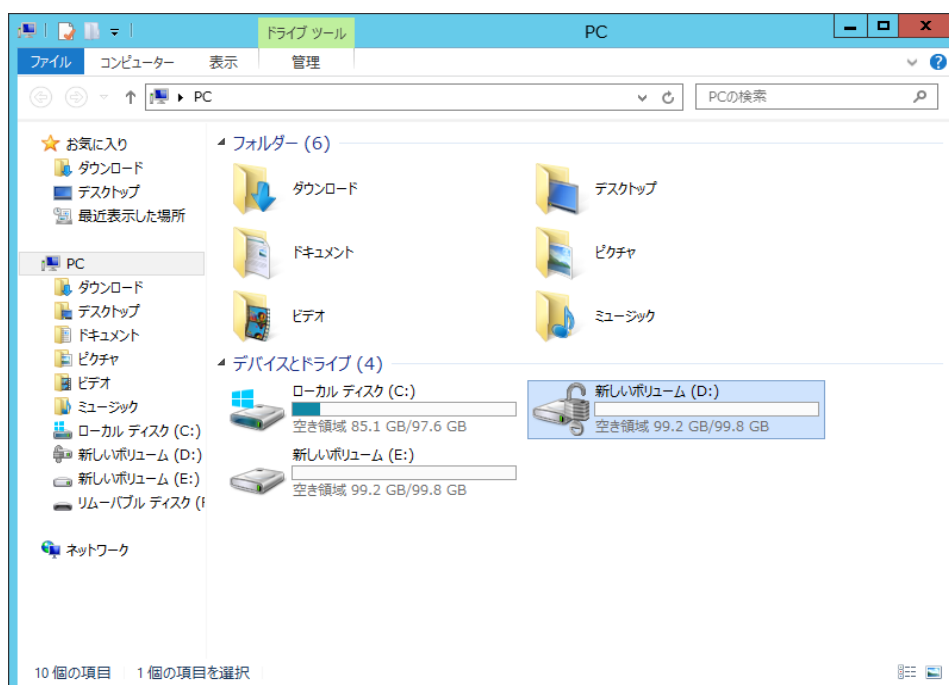 ドライブ ツール
PC
ファイル
コンピューター
表示
管理
PC
PCの検索
お気に入り
ダウンロード
デスクトップ
最近表示した場所
PC
ダウンロード
デスクトップ
ドキュメント
ピクチャ
ビデオ
ミュージック
ローカル ディスク (C:)
新しいボリューム (D:)
新しいボリューム (E:)
リムーバブル ディスク (F
ネットワーク
フォルダー (6)
ダウンロード
デスクトップ
ドキュメント
ピクチャ
ビデオ
ミュージック
デバイスとドライブ (4)
ローカル ディスク (C:)
空き領域 85.1 GB/97.6 GB
新しいボリューム (D:)
空き領域 99.2 GB/99.8 GB
新しいボリューム (E:)
空き領域 99.2 GB/99.8 GB
10 個の項目
1 個の項目を選択